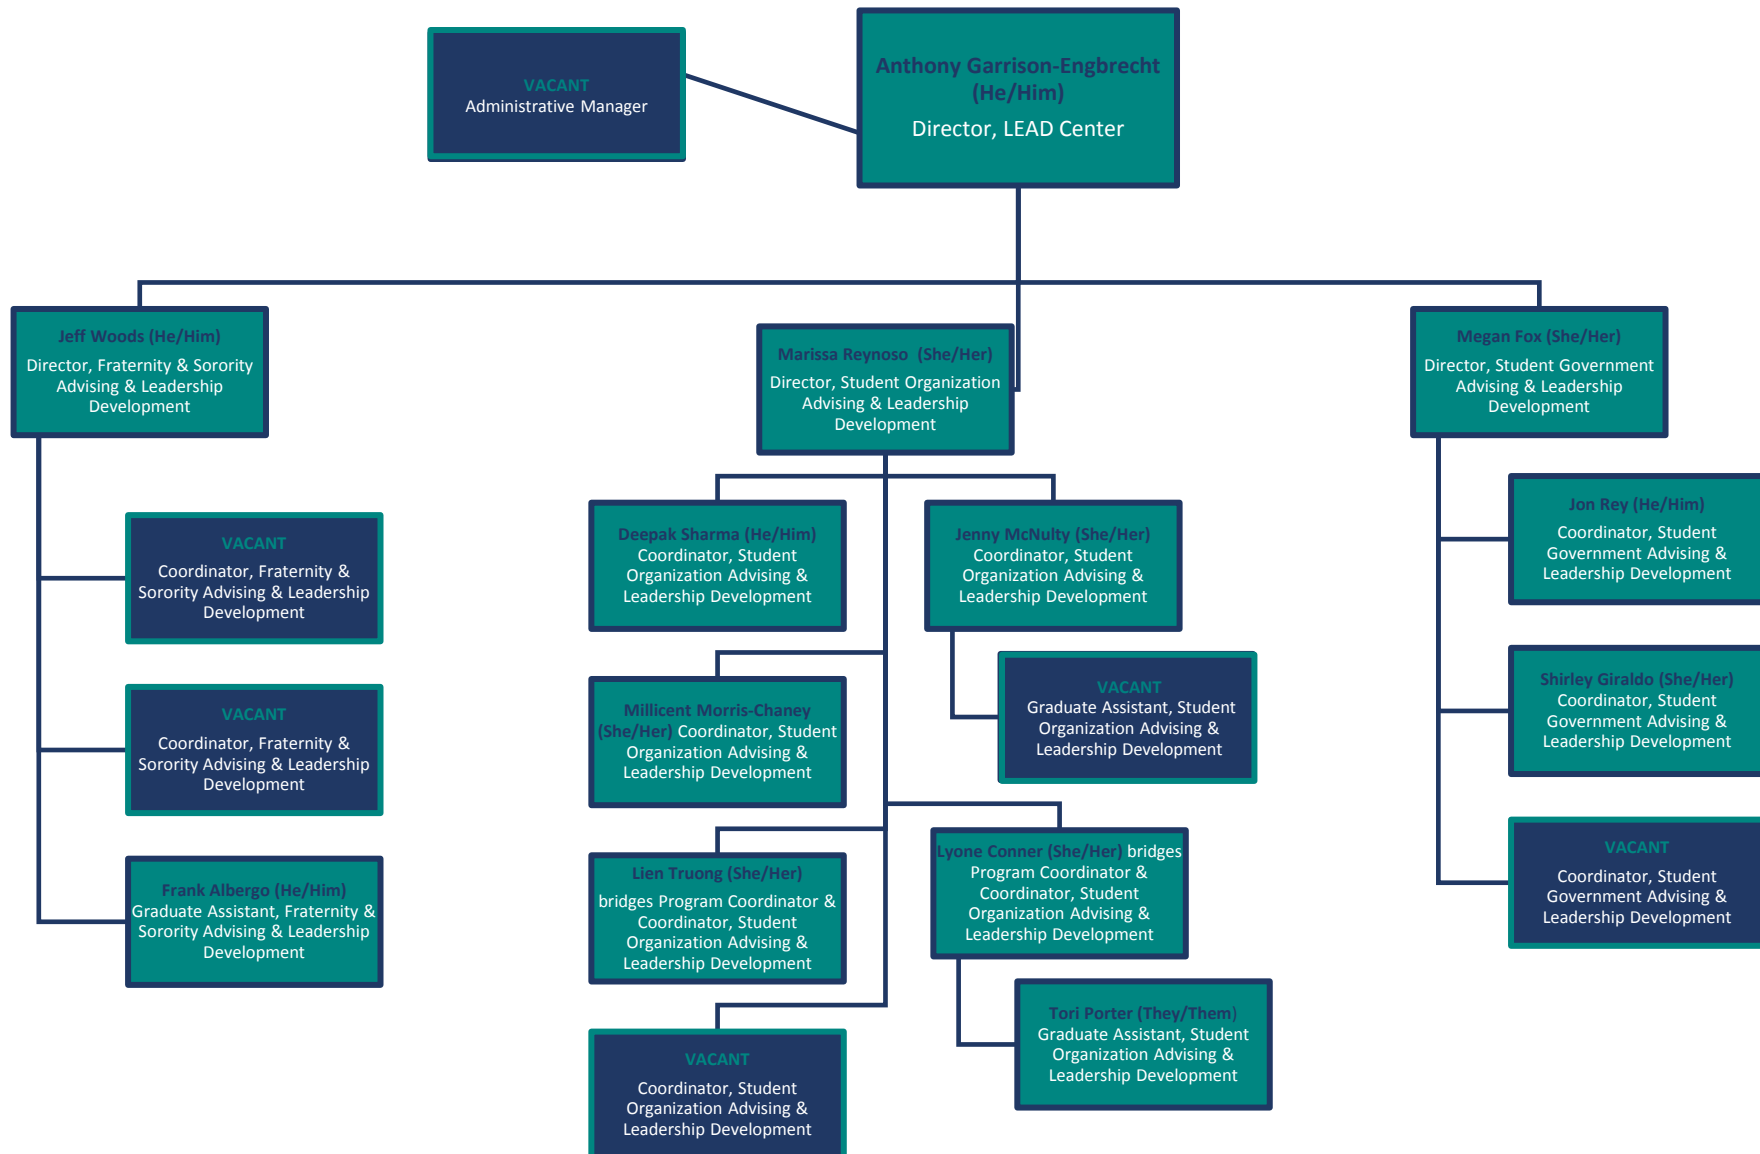 VACANT
Administrative Manager
Anthony Garrison-Engbrecht
(He/Him)
Director, LEAD Center
Jeff Woods (He/Him)
Director, Fraternity & Sorority
Advising & Leadership
Development
Marissa Reynoso  (She/Her)
Director, Student Organization
Advising & Leadership
Development
Megan Fox (She/Her)
Director, Student Government
Advising & Leadership
Development
VACANT
Coordinator, Fraternity &
Sorority Advising & Leadership
Development
VACANT
Coordinator, Fraternity &
Sorority Advising & Leadership
Development
Frank Albergo (He/Him)
Graduate Assistant, Fraternity &
Sorority Advising & Leadership
Development
Deepak Sharma (He/Him)
Coordinator, Student
Organization Advising &
Leadership Development
Jenny McNulty (She/Her)
Coordinator, Student
Organization Advising &
Leadership Development
VACANT
Graduate Assistant, Student
Organization Advising &
Leadership Development
Millicent Morris-Chaney
(She/Her) Coordinator, Student
Organization Advising &
Leadership Development
Lien Truong (She/Her)
bridges Program Coordinator &
Coordinator, Student
Organization Advising &
Leadership Development
Lyone Conner (She/Her) bridges
Program Coordinator &
Coordinator, Student
Organization Advising &
Leadership Development
Tori Porter (They/Them)
Graduate Assistant, Student
Organization Advising &
Leadership Development
VACANT
Coordinator, Student
Organization Advising &
Leadership Development
Jon Rey (He/Him)
Coordinator, Student
Government Advising &
Leadership Development
Shirley Giraldo (She/Her)
Coordinator, Student
Government Advising &
Leadership Development
VACANT
Coordinator, Student
Government Advising &
Leadership Development